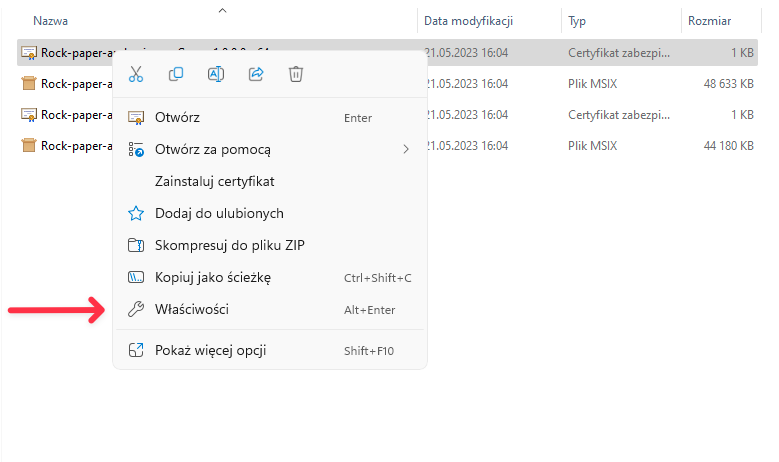 Nazwa Data modyfikacji Typ Rozmiar
21.05.2023 16:04 Certyfikat zabezpi... 1 KB
Rock-paper-a 21.05.2023 16:04 Plik MSIX 48 633 KB
Rock-paper-a 21.05.2023 16:04 Certyfikat zabezpi... 1 KB
Rock-paper-a 21.05.2023 16:04 Plik MSIX 44 180 KB
Otwórz Enter
Otwórz za pomocą
Zainstaluj certyfikat
Dodaj do ulubionych
Skompresuj do pliku ZIP
Kopiuj jako ścieżkę Ctrl+Shift+C
Właściwości Alt+Enter
Pokaż więcej opcji Shift+F10